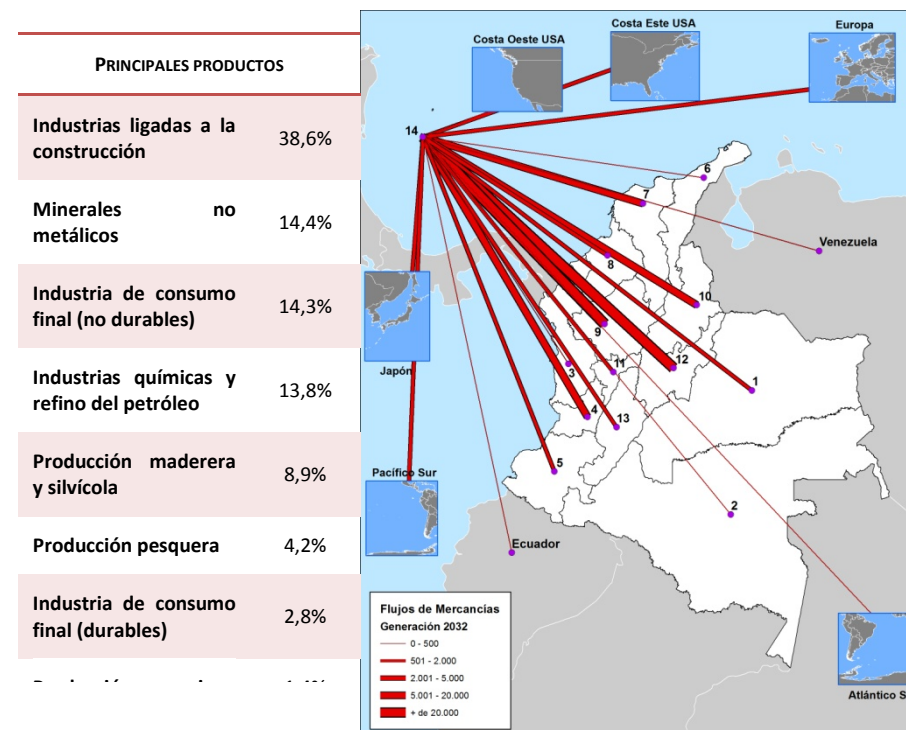 PRINCIPALES PRODUCTOS
Industrias ligadas a la
construcción
38,6%
Minerales no
metálicos
14,4%
Industria de consumo
final (no durables)
14,3%
Industrias químicas y
refino del petróleo
13,8%
Producción maderera
y silvícola
8,9%
Producción pesquera
4,2%
Industria de consumo
final (durables)
2,8%
Costa Oeste USA
Costa Este USA
Europa
14
6
7
Venezuela
8
10
9
12
Japón
3
11
1
4
13
Pacífico Sur
5
2
Ecuador
Flujos de Mercancías
Generación 2032
0 - 500
501 - 2.000
2.001 - 5.000
5.001 - 20.000
+ de 20.000
Atlántico S